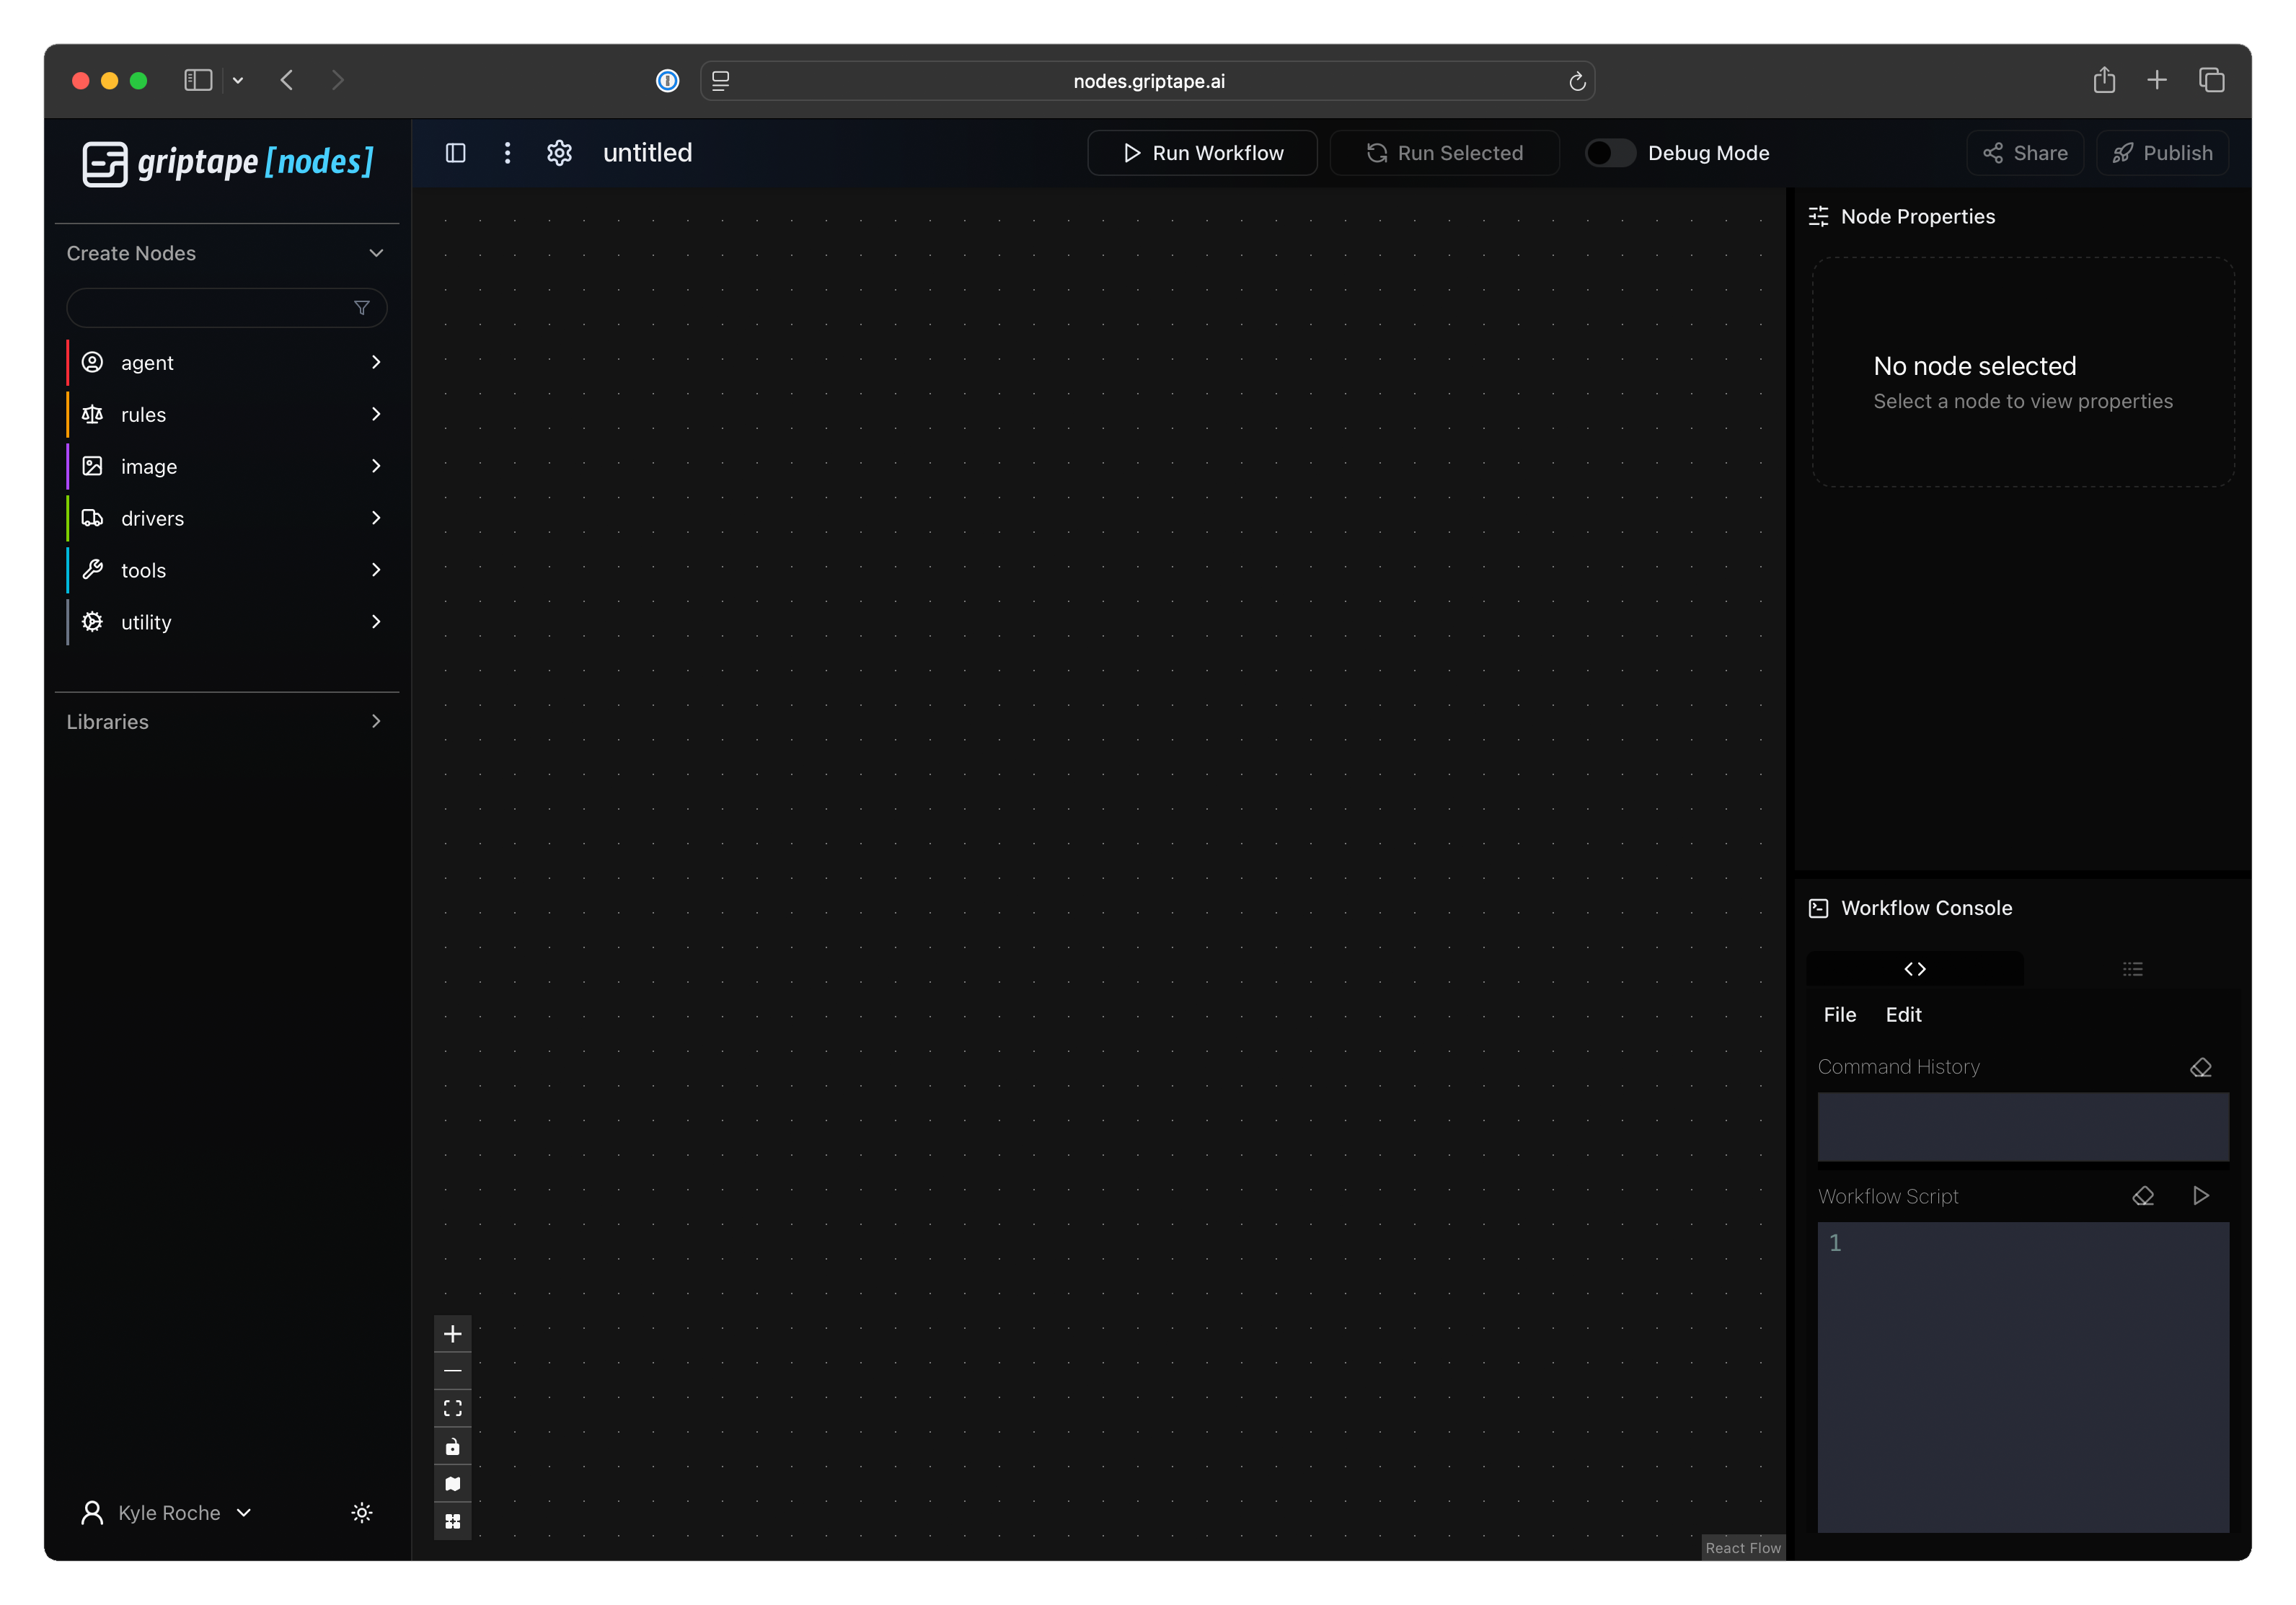 nodes.griptape.ai
griptape [nodes]
untitled
Run Workflow
Run Selected
Debug Mode
Share
Publish
Create Nodes
agent
rules
image
drivers
tools
utility
Libraries
Kyle Roche
React Flow
Node Properties
No node selected
Select a node to view properties
Workflow Console
File Edit
Command History
Workflow Script
1